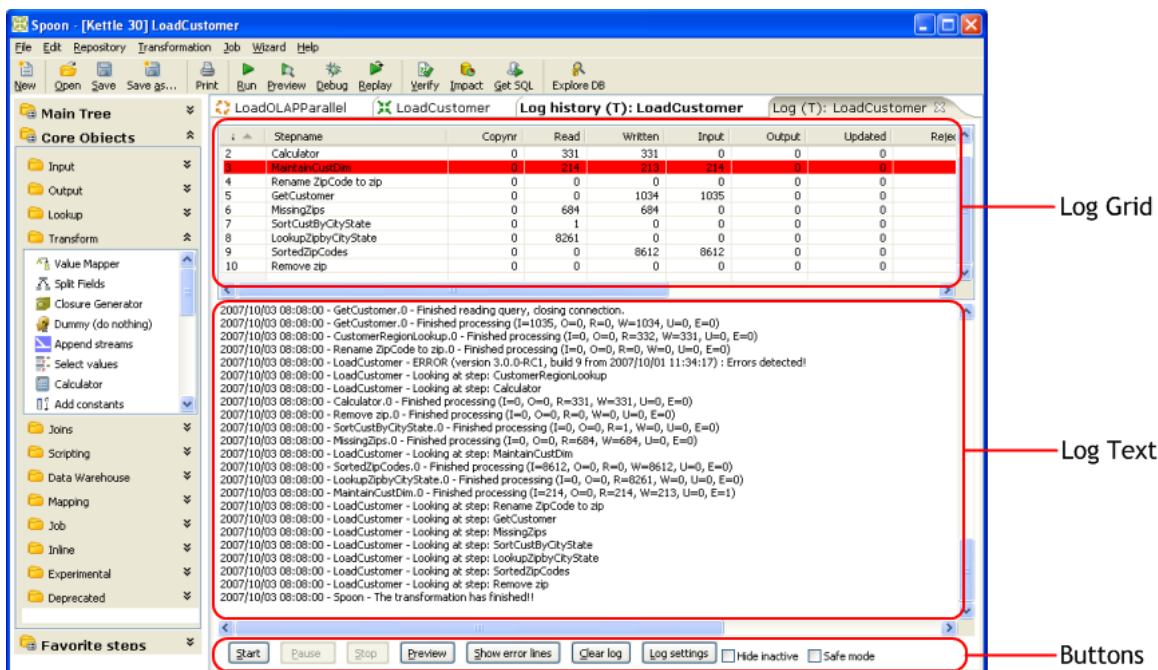 Spoon - [Kettle 30] LoadCustomer
File Edit Repository Transformation Job Wizard Help
New Open Save Save as... Print Run Preview Debug Replay Verify Impact Get SQL Explore DB
Main Tree
Core Objects
Input
Output
Lookup
Transform
Value Mapper
Split Fields
Closure Generator
Dummy (do nothing)
Append streams
Select values
Calculator
Add constants
Joins
Scripting
Data Warehouse
Mapping
Job
Inline
Experimental
Deprecated
Favorite steps
LoadOLAPParallel LoadCustomer Log history (T): LoadCustomer Log (T): LoadCustomer
Stepname Copynr Read Written Input Output Updated Rejec
2 Calculator 0 331 331 0 0 0
3 MaintainCustDim 0 214 213 214 0 0
4 Rename ZipCode to zip 0 0 0 0 0 0
5 GetCustomer 0 0 1034 1035 0 0
6 MissingZips 0 684 684 0 0 0
7 SortCustByCityState 0 1 0 0 0 0
8 LookupZipbyCityState 0 8261 0 0 0 0
9 SortedZipCodes 0 0 8612 8612 0 0
10 Remove zip 0 0 0 0 0 0
2007/10/03 08:08:00 - GetCustomer.0 - Finished reading query, closing connection.
2007/10/03 08:08:00 - GetCustomer.0 - Finished processing (I=1035, O=0, R=0, W=1034, U=0, E=0)
2007/10/03 08:08:00 - CustomerRegionLookup.0 - Finished processing (I=0, O=0, R=332, W=331, U=0, E=0)
2007/10/03 08:08:00 - Rename ZipCode to zip.0 - Finished processing (I=0, O=0, R=0, W=0, U=0, E=0)
2007/10/03 08:08:00 - LoadCustomer - ERROR (version 3.0.0-RC1, build 9 from 2007/10/01 11:34:17) : Errors detected!
2007/10/03 08:08:00 - LoadCustomer - Looking at step: CustomerRegionLookup
2007/10/03 08:08:00 - LoadCustomer - Looking at step: Calculator
2007/10/03 08:08:00 - Calculator.0 - Finished processing (I=0, O=0, R=331, W=331, U=0, E=0)
2007/10/03 08:08:00 - Remove zip.0 - Finished processing (I=0, O=0, R=0, W=0, U=0, E=0)
2007/10/03 08:08:00 - SortCustByCityState.0 - Finished processing (I=0, O=0, R=1, W=0, U=0, E=0)
2007/10/03 08:08:00 - MissingZips.0 - Finished processing (I=0, O=0, R=684, W=684, U=0, E=0)
2007/10/03 08:08:00 - LoadCustomer - Looking at step: MaintainCustDim
2007/10/03 08:08:00 - SortedZipCodes.0 - Finished processing (I=8612, O=0, R=0, W=8612, U=0, E=0)
2007/10/03 08:08:00 - LookupZipbyCityState.0 - Finished processing (I=0, O=0, R=8261, W=0, U=0, E=0)
2007/10/03 08:08:00 - MaintainCustDim.0 - Finished processing (I=214, O=0, R=214, W=213, U=0, E=1)
2007/10/03 08:08:00 - LoadCustomer - Looking at step: Rename ZipCode to zip
2007/10/03 08:08:00 - LoadCustomer - Looking at step: GetCustomer
2007/10/03 08:08:00 - LoadCustomer - Looking at step: MissingZips
2007/10/03 08:08:00 - LoadCustomer - Looking at step: SortCustByCityState
2007/10/03 08:08:00 - LoadCustomer - Looking at step: LookupZipbyCityState
2007/10/03 08:08:00 - LoadCustomer - Looking at step: SortedZipCodes
2007/10/03 08:08:00 - LoadCustomer - Looking at step: Remove zip
2007/10/03 08:08:00 - Spoon - The transformation has finished!!
Start Pause Stop Preview Show error lines Clear log Log settings Hide inactive Safe mode
Log Grid
Log Text
Buttons